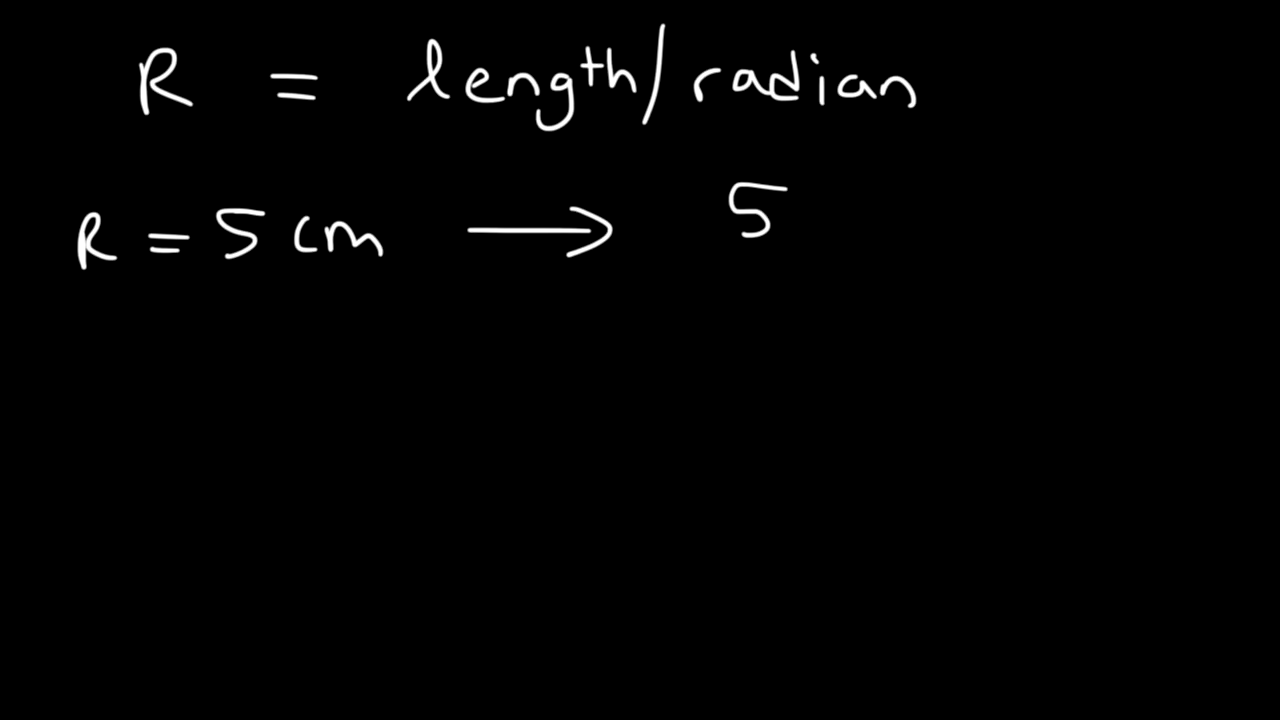 R = length/radian
R = 5 cm ⟶ 5